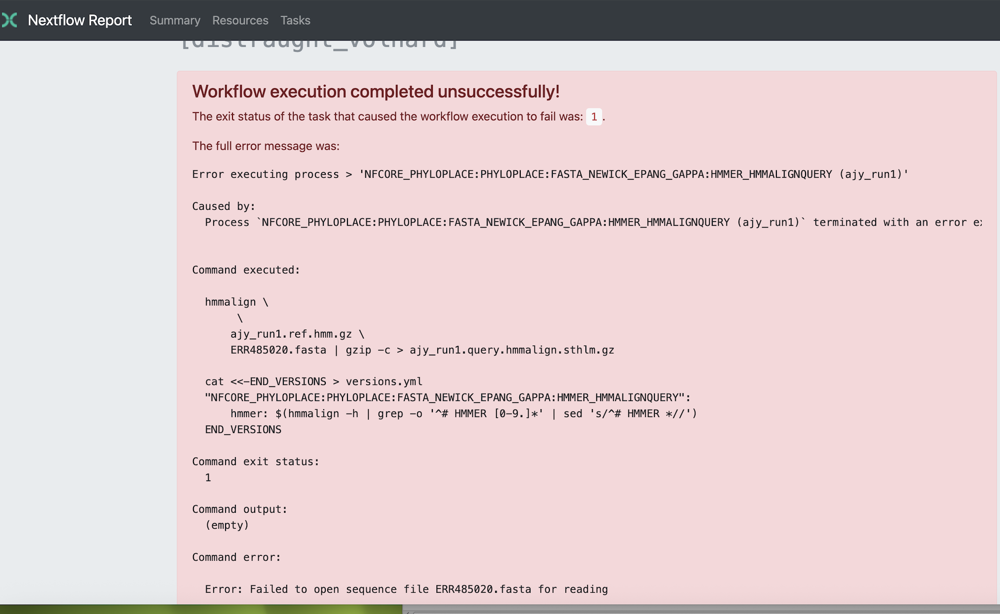 Nextflow Report Summary Resources Tasks
[distraught_volhard]
Workflow execution completed unsuccessfully!
The exit status of the task that caused the workflow execution to fail was: 1.
The full error message was:
Error executing process > 'NFCORE_PHYLOPLACE:PHYLOPLACE:FASTA_NEWICK_EPANG_GAPPA:HMMER_HMMALIGNQUERY (ajy_run1)'
Caused by:
Process `NFCORE_PHYLOPLACE:PHYLOPLACE:FASTA_NEWICK_EPANG_GAPPA:HMMER_HMMALIGNQUERY (ajy_run1)` terminated with an error
Command executed:
hmmalign \
\
ajy_run1.ref.hmm.gz \
ERR485020.fasta | gzip -c > ajy_run1.query.hmmalign.sthlm.gz
cat <<-END_VERSIONS > versions.yml
"NFCORE_PHYLOPLACE:PHYLOPLACE:FASTA_NEWICK_EPANG_GAPPA:HMMER_HMMALIGNQUERY":
hmmer: $(hmmalign -h | grep -o '^# HMMER [0-9.]*' | sed 's/^# HMMER *//')
END_VERSIONS
Command exit status:
1
Command output:
(empty)
Command error:
Error: Failed to open sequence file ERR485020.fasta for reading